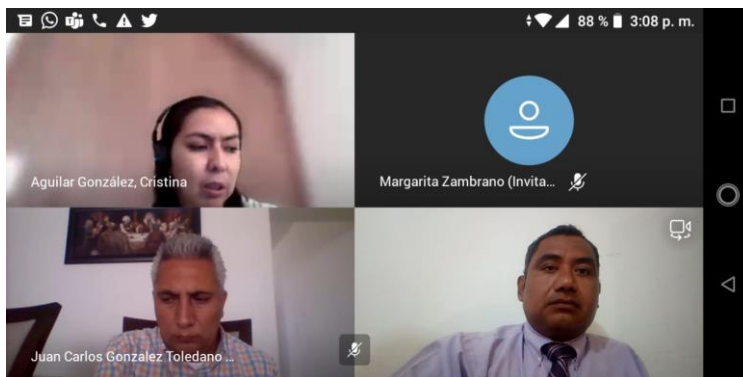 88 % 3:08 p. m.
Aguilar González, Cristina
Margarita Zambrano (Invita...
Juan Carlos Gonzalez Toledano ...